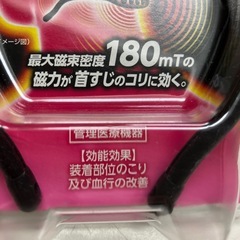 イメージ図)
最大磁束密度180mTの
磁力が首すじのコリに効く。
管理医療機器
【効能効果】
装着部位のこり
及び血行の改善